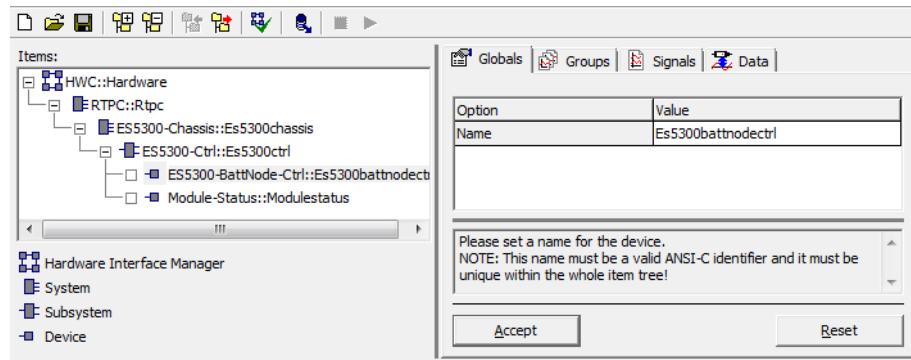 Items:
HWC::Hardware
RTPC::Rtpc
ES5300-Chassis::Es5300chassis
ES5300-Ctrl::Es5300ctrl
ES5300-BattNode-Ctrl::Es5300battnodect
Module-Status::Modulestatus
Hardware Interface Manager
System
Subsystem
Device
Globals
Groups
Signals
Data
Option Value
Name Es5300battnodectrl
Please set a name for the device.
NOTE: This name must be a valid ANSI-C identifier and it must be
unique within the whole item tree!
Accept
Reset